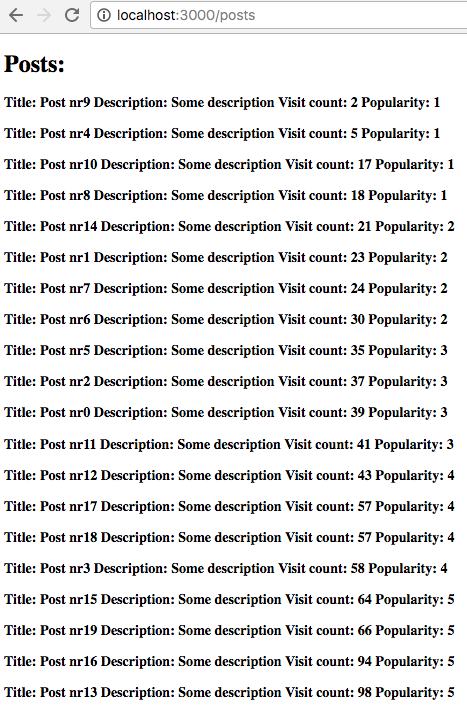 localhost:3000/posts
Posts:
Title: Post nr9 Description: Some description Visit count: 2 Popularity: 1
Title: Post nr4 Description: Some description Visit count: 5 Popularity: 1
Title: Post nr10 Description: Some description Visit count: 17 Popularity: 1
Title: Post nr8 Description: Some description Visit count: 18 Popularity: 1
Title: Post nr14 Description: Some description Visit count: 21 Popularity: 2
Title: Post nr1 Description: Some description Visit count: 23 Popularity: 2
Title: Post nr7 Description: Some description Visit count: 24 Popularity: 2
Title: Post nr6 Description: Some description Visit count: 30 Popularity: 2
Title: Post nr5 Description: Some description Visit count: 35 Popularity: 3
Title: Post nr2 Description: Some description Visit count: 37 Popularity: 3
Title: Post nr0 Description: Some description Visit count: 39 Popularity: 3
Title: Post nr11 Description: Some description Visit count: 41 Popularity: 3
Title: Post nr12 Description: Some description Visit count: 43 Popularity: 4
Title: Post nr17 Description: Some description Visit count: 57 Popularity: 4
Title: Post nr18 Description: Some description Visit count: 57 Popularity: 4
Title: Post nr3 Description: Some description Visit count: 58 Popularity: 4
Title: Post nr15 Description: Some description Visit count: 64 Popularity: 5
Title: Post nr19 Description: Some description Visit count: 66 Popularity: 5
Title: Post nr16 Description: Some description Visit count: 94 Popularity: 5
Title: Post nr13 Description: Some description Visit count: 98 Popularity: 5